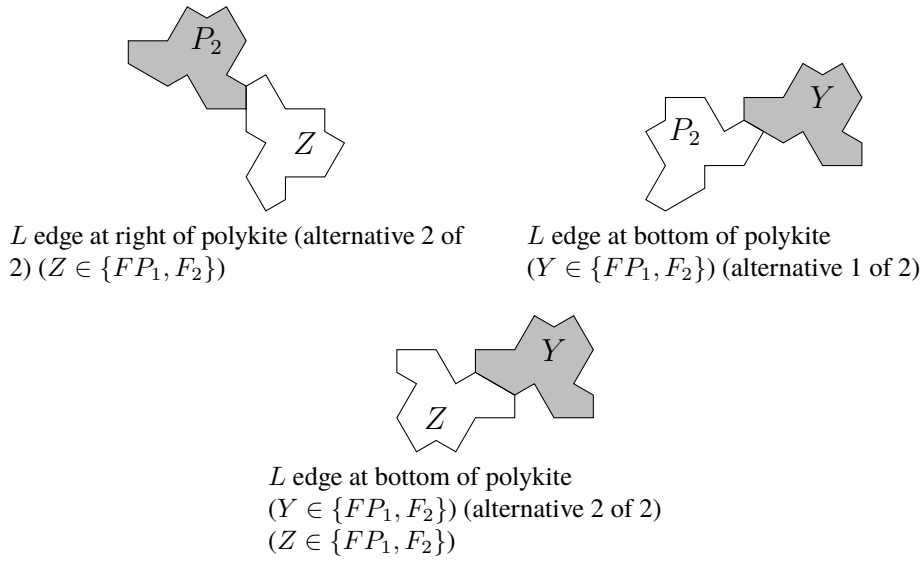 P₂
Z
L edge at right of polykite (alternative 2 of
2) (Z ∈ {FP₁, F₂})
Y
P₂
L edge at bottom of polykite
(Y ∈ {FP₁, F₂}) (alternative 1 of 2)
Y
Z
L edge at bottom of polykite
(Y ∈ {FP₁, F₂}) (alternative 2 of 2)
(Z ∈ {FP₁, F₂})